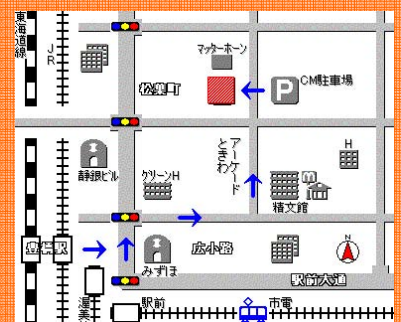 東海道線
JR
マッターホーン
松葉町
P
CM駐車場
静銀ビル
グリーンH
アーケード
ときわ
H
m
精文館
豊橋駅
みずほ
広小路
N
駅前大通
渥美
駅前
市電